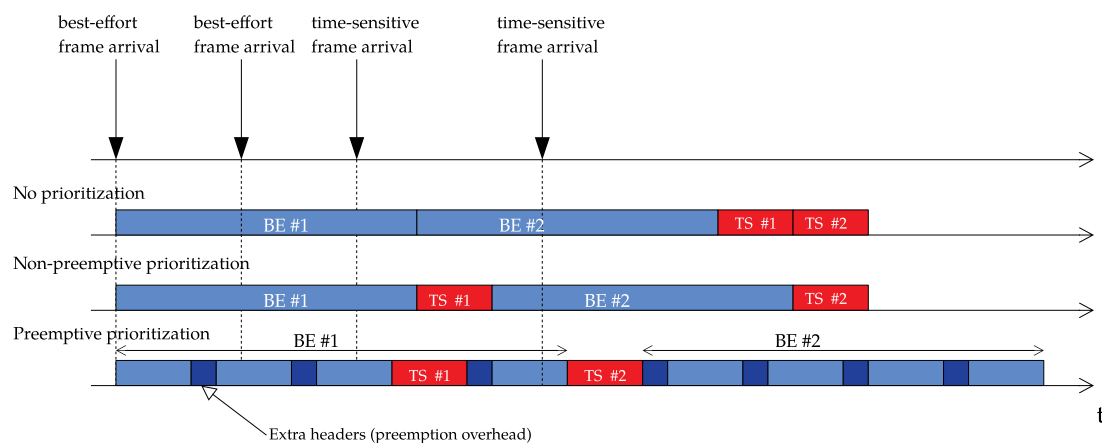 best-effort
frame arrival
best-effort
frame arrival
time-sensitive
frame arrival
time-sensitive
frame arrival
No prioritization
BE #1
BE #2
TS #1
TS #2
Non-preemptive prioritization
BE #1
TS #1
BE #2
TS #2
Preemptive prioritization
BE #1
BE #2
TS #1
TS #2
t
Extra headers (preemption overhead)